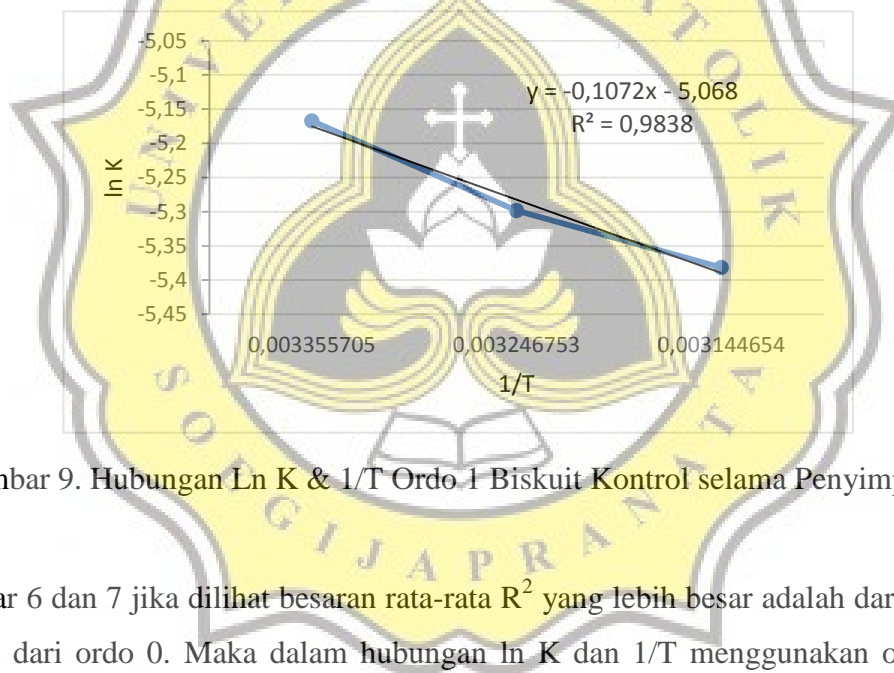 -5,05
-5,1
-5,15
-5,2
-5,25
-5,3
-5,35
-5,4
-5,45
ln K
y = -0,1072x - 5,068
R² = 0,9838
0,003355705 0,003246753 0,003144654
1/T
mbar 9. Hubungan Ln K & 1/T Ordo 1 Biskuit Kontrol selama Penyimp
ar 6 dan 7 jika dilihat besaran rata-rata R² yang lebih besar adalah dar
dari ordo 0. Maka dalam hubungan ln K dan 1/T menggunakan o
SOEGIJAPRANATA